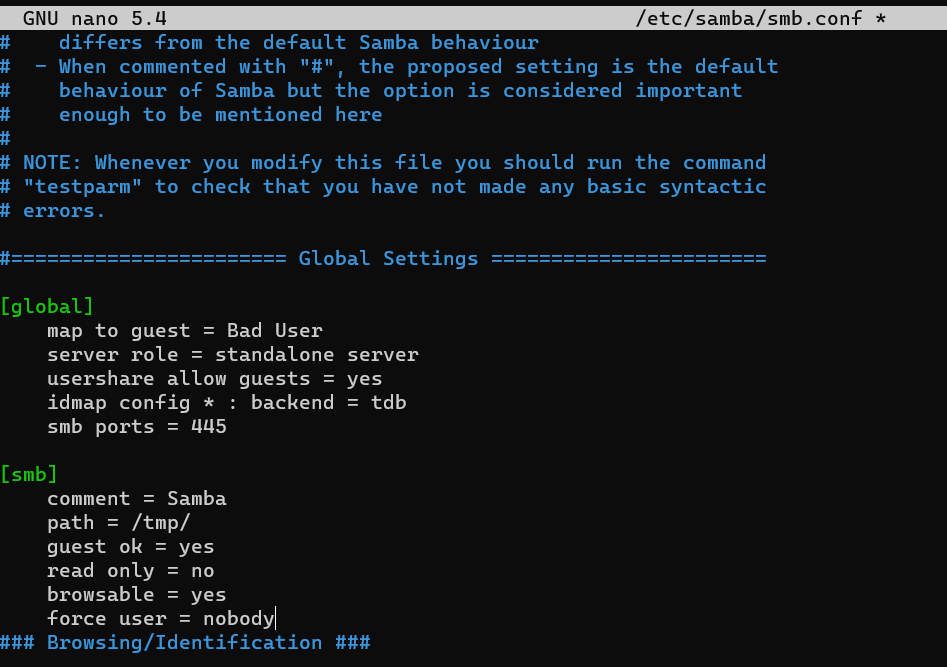 GNU nano 5.4 /etc/samba/smb.conf *
#    differs from the default Samba behaviour
#  - When commented with "#", the proposed setting is the default
#    behaviour of Samba but the option is considered important
#    enough to be mentioned here
#
# NOTE: Whenever you modify this file you should run the command
# "testparm" to check that you have not made any basic syntactic
# errors.
#======================= Global Settings =======================
[global]
    map to guest = Bad User
    server role = standalone server
    usershare allow guests = yes
    idmap config * : backend = tdb
    smb ports = 445
[smb]
    comment = Samba
    path = /tmp/
    guest ok = yes
    read only = no
    browsable = yes
    force user = nobody
### Browsing/Identification ###